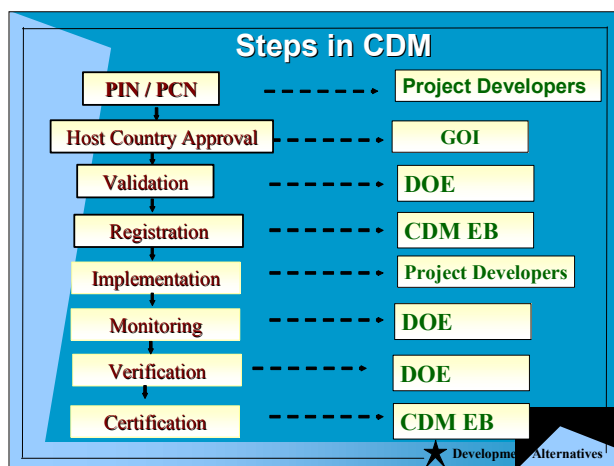 Steps in CDM
PIN / PCN
Project Developers
Host Country Approval
GOI
Validation
DOE
Registration
CDM EB
Implementation
Project Developers
Monitoring
DOE
Verification
DOE
Certification
CDM EB
Development Alternatives